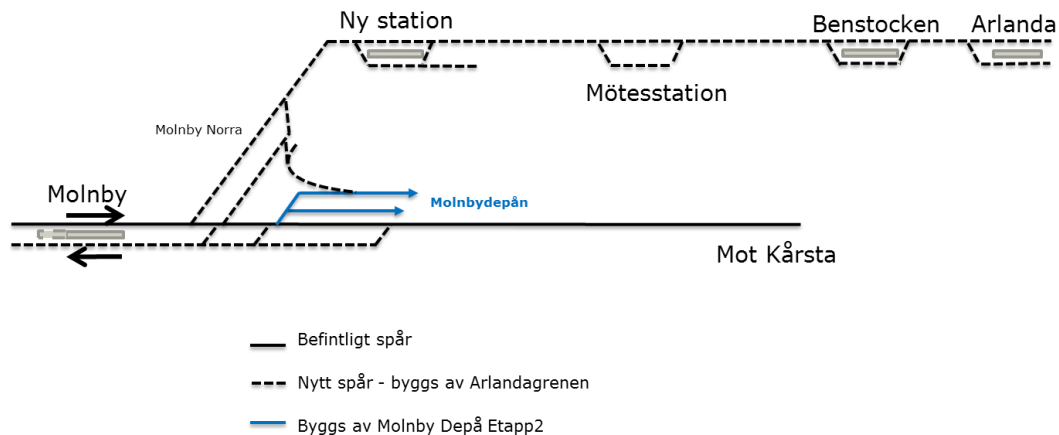 Ny station
Benstocken
Arlanda
Mötesstation
Molnby Norra
Molnby
Molnbydepån
Mot Kårsta
Befintligt spår
Nytt spår - byggs av Arlandagrenen
Byggs av Molnby Depå Etapp2